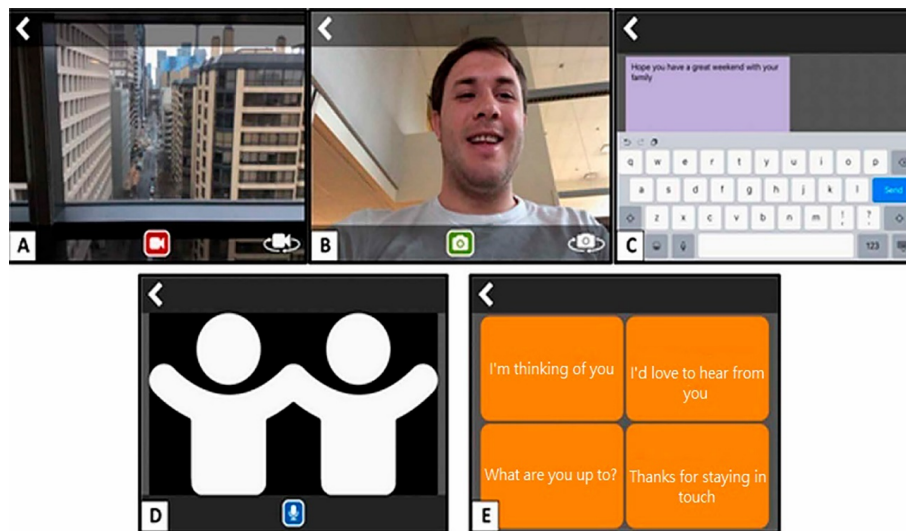 A
B
Hope you have a great weekend with your
family
q w e r t y u i o p
a s d f g h j k l Send
z x c v b n m ! , ? .
123
C
D
I'm thinking of you
I'd love to hear from
you
What are you up to?
Thanks for staying in
touch
E